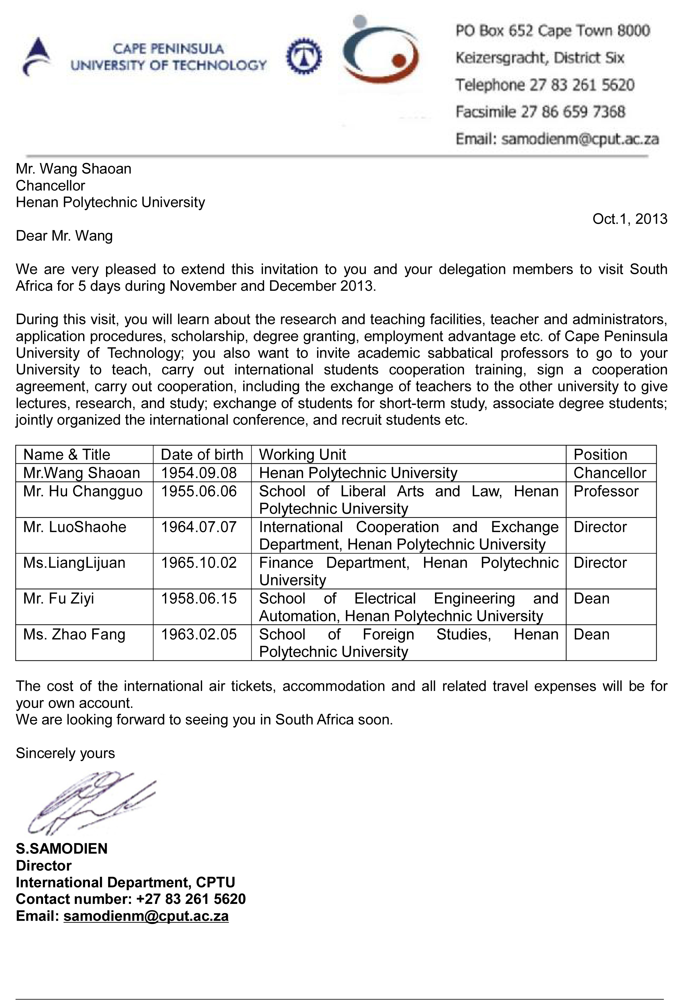 CAPE PENINSULA
UNIVERSITY OF TECHNOLOGY
PO Box 652 Cape Town 8000
Keizersgracht, District Six
Telephone 27 83 261 5620
Facsimile 27 86 659 7368
Email: samodienm@cput.ac.za
Mr. Wang Shaoan
Chancellor
Henan Polytechnic University
Oct.1, 2013
Dear Mr. Wang
We are very pleased to extend this invitation to you and your delegation members to visit South
Africa for 5 days during November and December 2013.
During this visit, you will learn about the research and teaching facilities, teacher and administrators,
application procedures, scholarship, degree granting, employment advantage etc. of Cape Peninsula
University of Technology; you also want to invite academic sabbatical professors to go to your
University to teach, carry out international students cooperation training, sign a cooperation
agreement, carry out cooperation, including the exchange of teachers to the other university to give
lectures, research, and study; exchange of students for short-term study, associate degree students;
jointly organized the international conference, and recruit students etc.
Name & Title Date of birth Working Unit Position
Mr.Wang Shaoan 1954.09.08 Henan Polytechnic University Chancellor
Mr. Hu Changguo 1955.06.06 School of Liberal Arts and Law, Henan Professor
Polytechnic University
Mr. LuoShaohe 1964.07.07 International Cooperation and Exchange Director
Department, Henan Polytechnic University
Ms.LiangLijuan 1965.10.02 Finance Department, Henan Polytechnic Director
University
Mr. Fu Ziyi 1958.06.15 School of Electrical Engineering and Dean
Automation, Henan Polytechnic University
Ms. Zhao Fang 1963.02.05 School of Foreign Studies, Henan Dean
Polytechnic University
The cost of the international air tickets, accommodation and all related travel expenses will be for
your own account.
We are looking forward to seeing you in South Africa soon.
Sincerely yours
S.SAMODIEN
Director
International Department, CPTU
Contact number: +27 83 261 5620
Email: samodienm@cput.ac.za